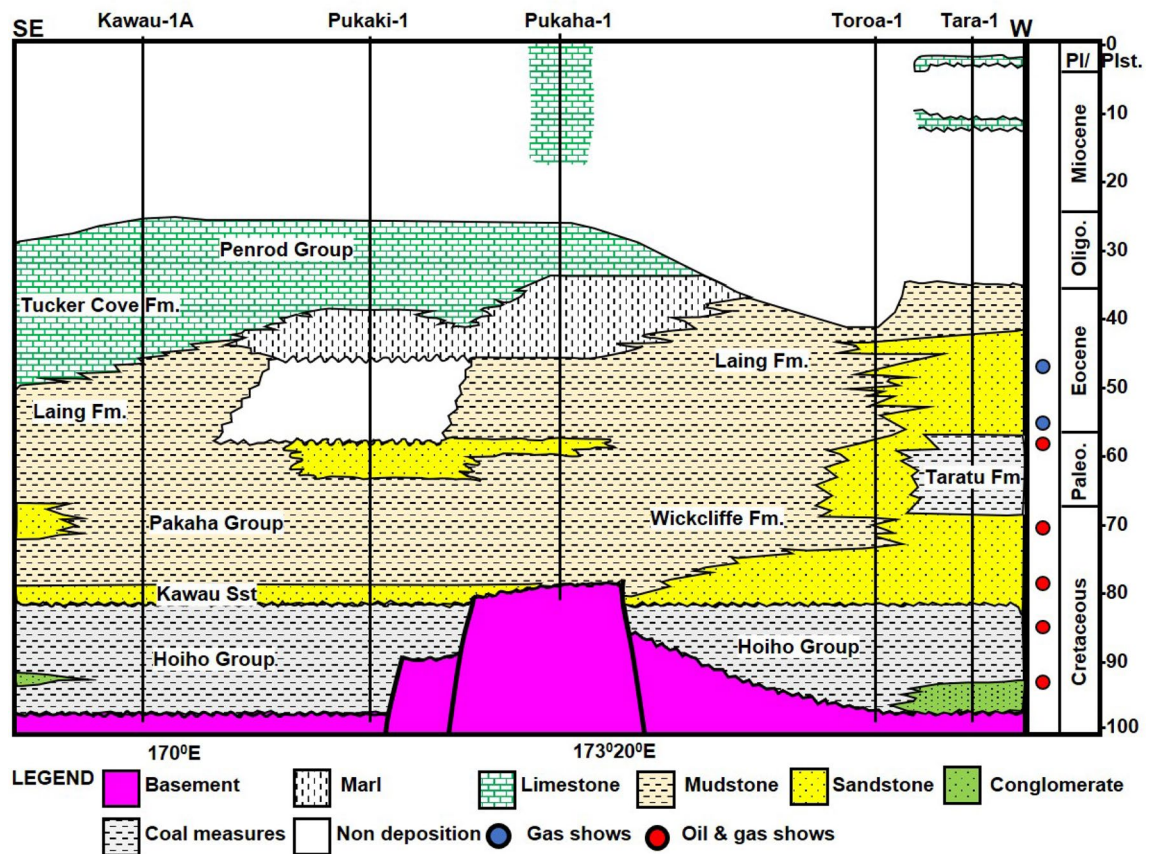 SE Kawau-1A Pukaki-1 Pukaha-1 Toroa-1 Tara-1 W
0
Pl/ Plst.
10
Miocene
20
Oligo.
30
Penrod Group
Tucker Cove Fm.
40
Laing Fm.
Eocene
50
Laing Fm.
60
Paleo.
Taratu Fm
Pakaha Group
Wickcliffe Fm.
70
Kawau Sst
80
Cretaceous
Hoiho Group
Hoiho Group
90
100
170⁰E 173⁰20⁰E
LEGEND Basement Marl Limestone Mudstone Sandstone Conglomerate
Coal measures Non deposition Gas shows Oil & gas shows